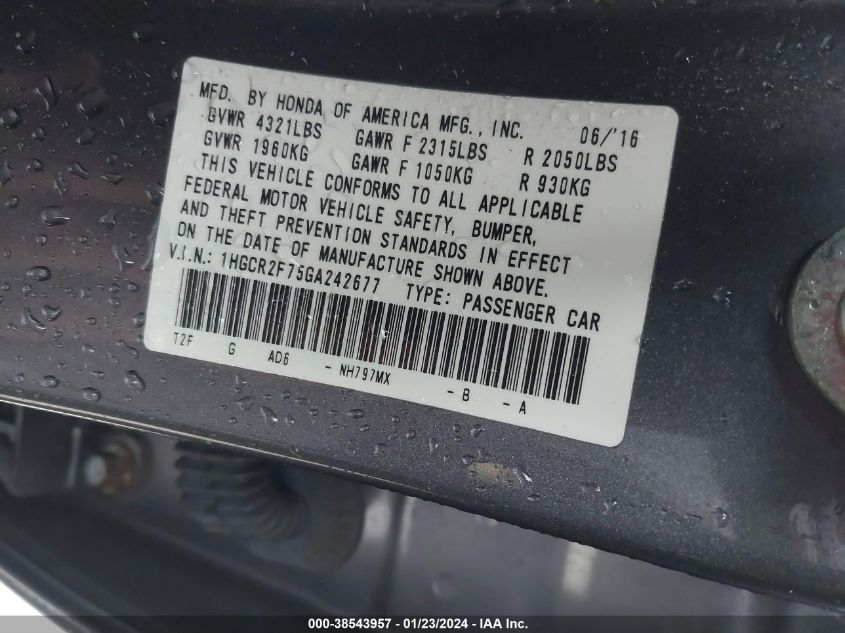 MFD. BY HONDA OF AMERICA MFG., INC. 06/'16
GVWR 4321LBS GAWR F 2315LBS R 2050LBS
GVWR 1960KG GAWR F 1050KG R 930KG
THIS VEHICLE CONFORMS TO ALL APPLICABLE
FEDERAL MOTOR VEHICLE SAFETY, BUMPER,
AND THEFT PREVENTION STANDARDS IN EFFECT
ON THE DATE OF MANUFACTURE SHOWN ABOVE.
V.I.N.: 1HGCR2F75GA242677 TYPE: PASSENGER CAR
T2F G AD6 - NH797MX - B - A
000-38543957 - 01/23/2024 - IAA Inc.